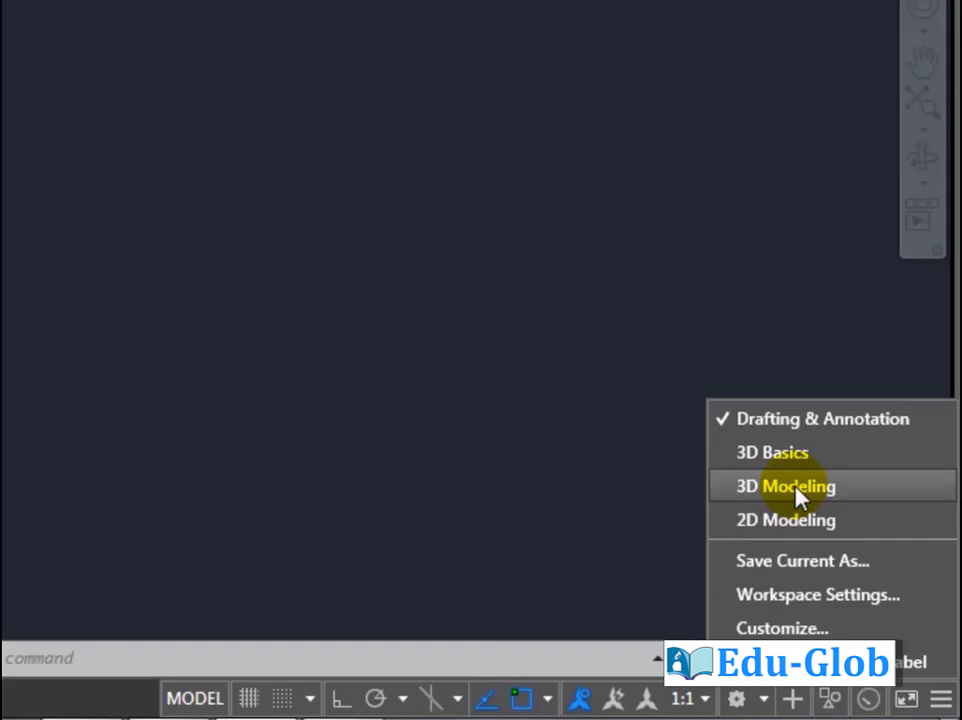 ✓ Drafting & Annotation
3D Basics
3D Modeling
2D Modeling
Save Current As...
Workspace Settings...
Customize...
abel
command
Edu-Glob
MODEL
1:1